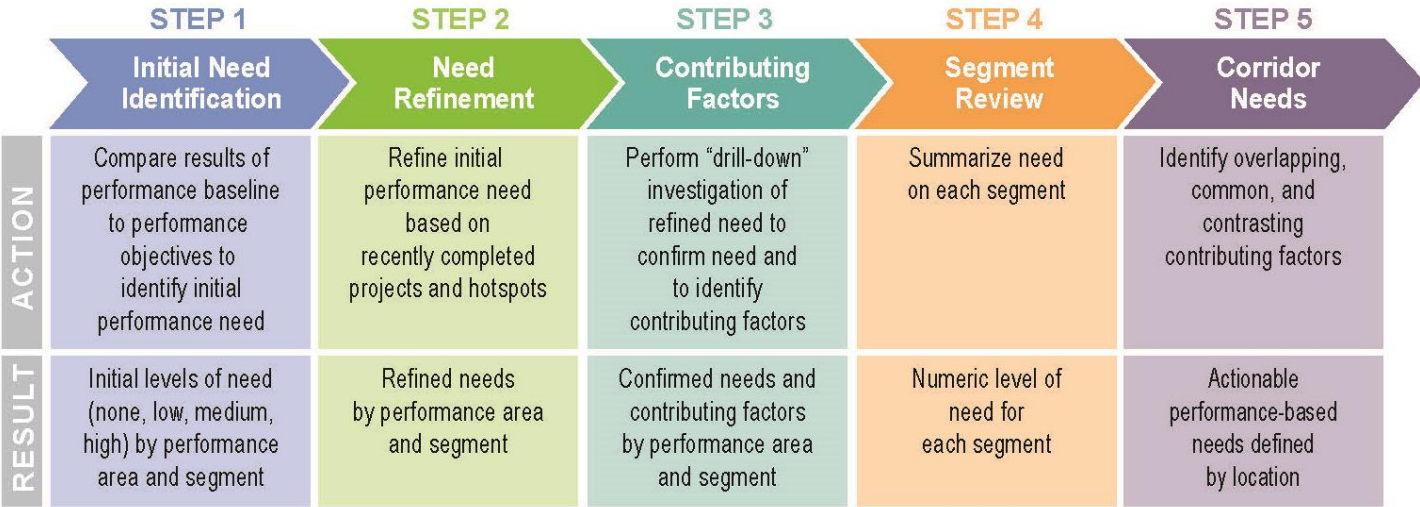 STEP 1
STEP 2
STEP 3
STEP 4
STEP 5
Initial Need
Identification
Need
Refinement
Contributing
Factors
Segment
Review
Corridor
Needs
ACTION
Compare results of
performance baseline
to performance
objectives to
identify initial
performance need
Refine initial
performance need
based on
recently completed
projects and hotspots
Perform “drill-down”
investigation of
refined need to
confirm need and
to identify
contributing factors
Summarize need
on each segment
Identify overlapping,
common, and
contrasting
contributing factors
RESULT
Initial levels of need
(none, low, medium,
high) by performance
area and segment
Refined needs
by performance area
and segment
Confirmed needs and
contributing factors
by performance area
and segment
Numeric level of
need for
each segment
Actionable
performance-based
needs defined
by location